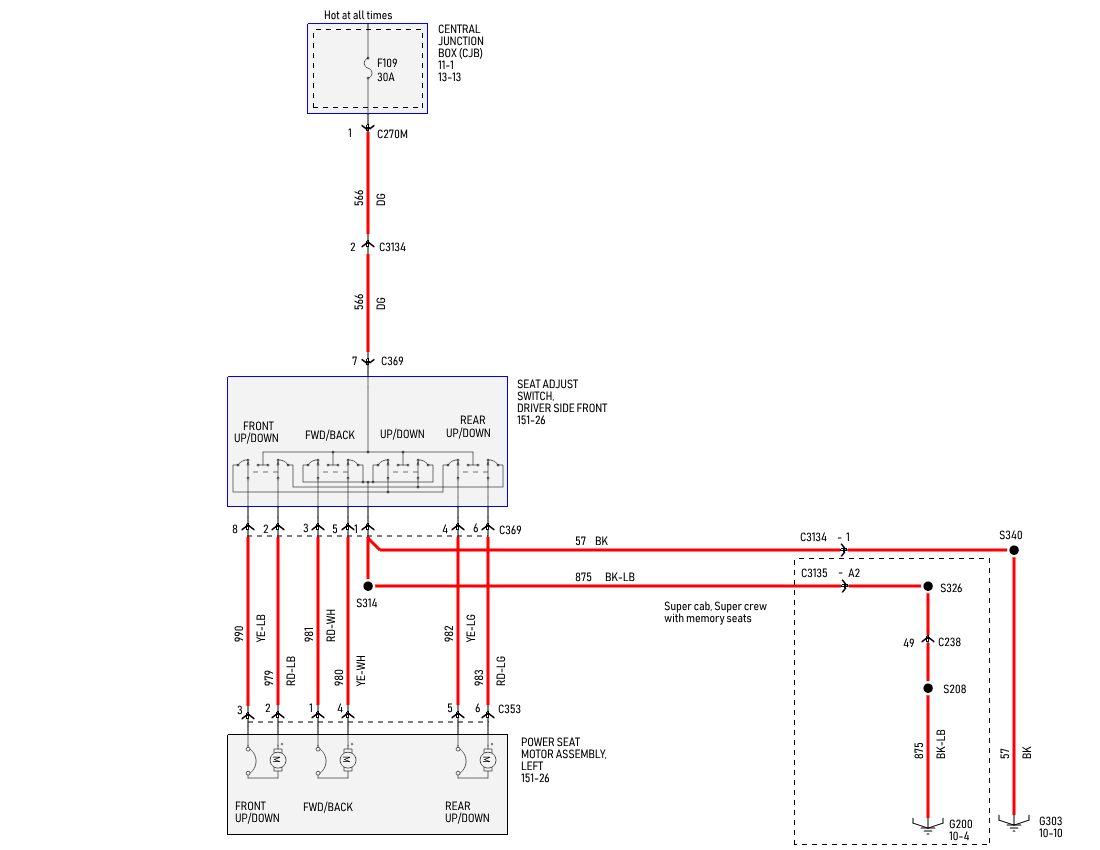 Hot at all times
CENTRAL
JUNCTION
BOX (CJB)
11-1
13-13
F109
30A
1
C270M
566
DG
2
C3134
566
DG
7
C369
SEAT ADJUST
SWITCH,
DRIVER SIDE FRONT
151-26
FRONT
UP/DOWN
FWD/BACK
UP/DOWN
REAR
UP/DOWN
8
2
3
5
1
4
6
C369
57 BK
C3134 - 1
S340
875 BK-LB
C3135 - A2
S326
S314
Super cab, Super crew
with memory seats
990
YE-LB
979
RD-LB
981
RD-WH
980
YE-WH
982
YE-LG
983
RD-LG
49
C238
S208
3
2
1
4
5
6
C353
POWER SEAT
MOTOR ASSEMBLY,
LEFT
151-26
M
M
M
FRONT
UP/DOWN
FWD/BACK
REAR
UP/DOWN
875
BK-LB
57
BK
G200
10-4
G303
10-10